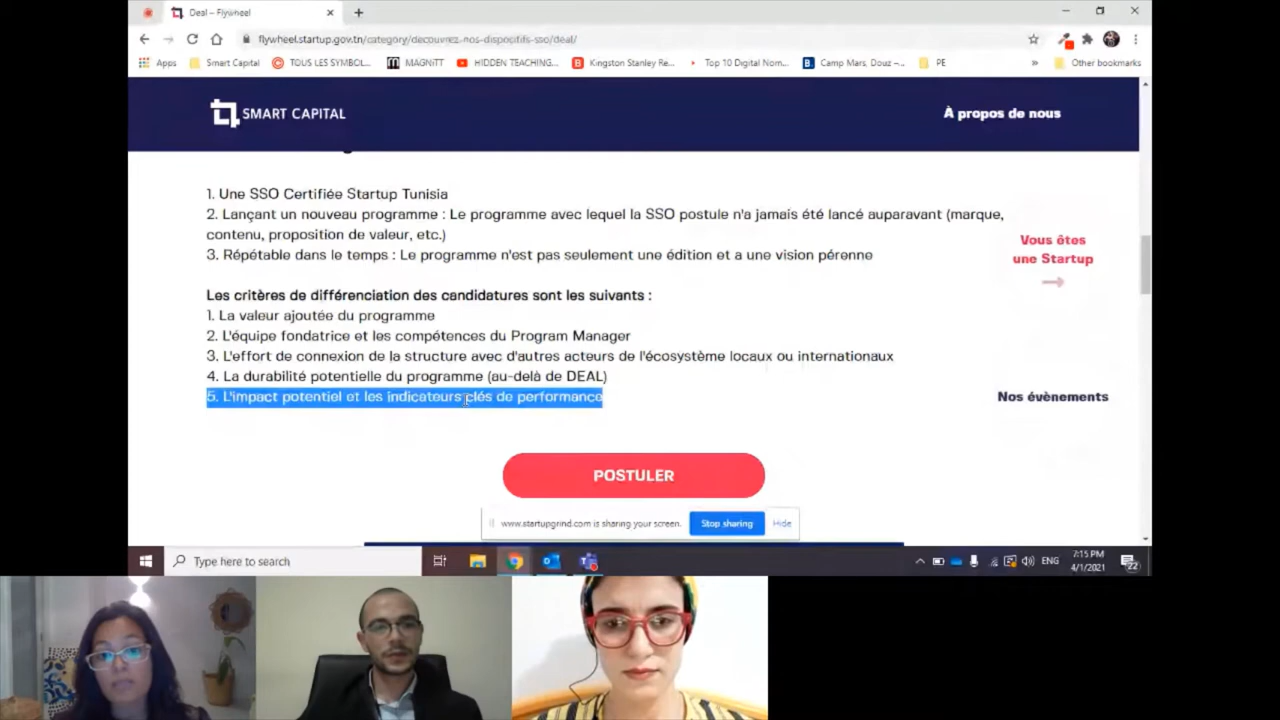 Deal – Flywheel
flywheel.startup.gov.tn/category/decouvrez-nos-dispositifs-sso/deal/
Apps Smart Capital TOUS LES SYMBOL... MAGNiTT HIDDEN TEACHING... Kingston Stanley Re... Top 10 Digital Nom... Camp Mars, Douz –... PE » Other bookmarks
SMART CAPITAL
À propos de nous
1. Une SSO Certifiée Startup Tunisia
2. Lançant un nouveau programme : Le programme avec lequel la SSO postule n'a jamais été lancé auparavant (marque,
contenu, proposition de valeur, etc.)
3. Répétable dans le temps : Le programme n'est pas seulement une édition et a une vision pérenne
Vous êtes
une Startup
Les critères de différenciation des candidatures sont les suivants :
1. La valeur ajoutée du programme
2. L'équipe fondatrice et les compétences du Program Manager
3. L'effort de connexion de la structure avec d'autres acteurs de l'écosystème locaux ou internationaux
4. La durabilité potentielle du programme (au-delà de DEAL)
5. L'impact potentiel et les indicateurs clés de performance
Nos évènements
POSTULER
www.startupgrind.com is sharing your screen. Stop sharing Hide
Type here to search
ENG
7:15 PM
4/1/2021
22